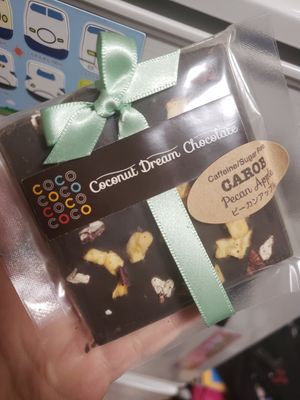 COCO
COCO
COCO
COCO
Coconut Dream Chocolate
Caffeine/Sugar Free
CAROB
Pecan Apple
ピーカンアップル